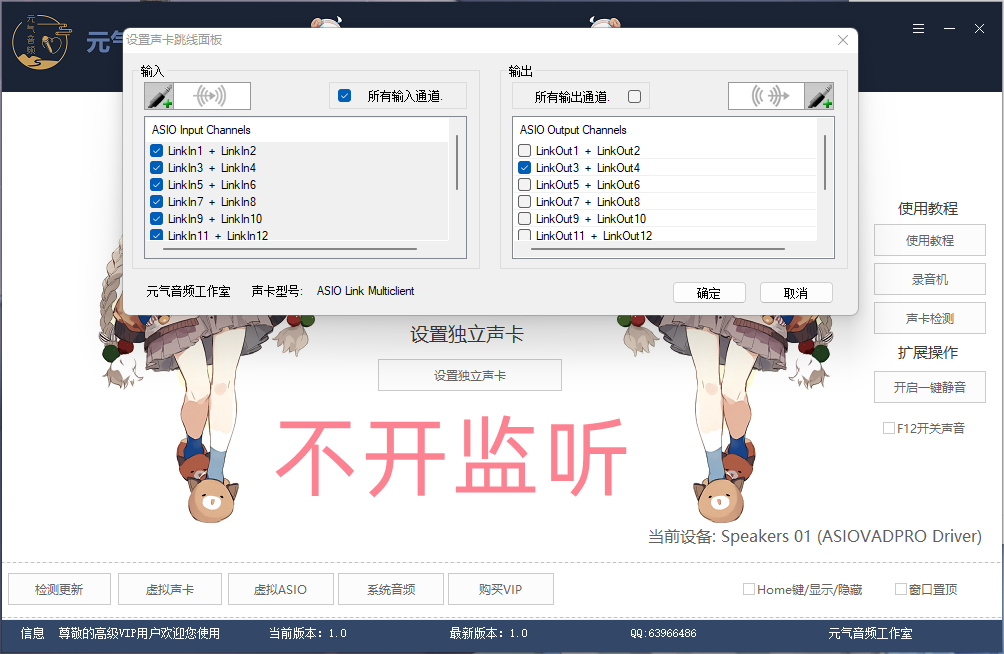 元气音频
元气
设置声卡跳线面板
输入
所有输入通道.
ASIO Input Channels
LinkIn1 + LinkIn2
LinkIn3 + LinkIn4
LinkIn5 + LinkIn6
LinkIn7 + LinkIn8
LinkIn9 + LinkIn10
LinkIn11 + LinkIn12
输出
所有输出通道.
ASIO Output Channels
LinkOut1 + LinkOut2
LinkOut3 + LinkOut4
LinkOut5 + LinkOut6
LinkOut7 + LinkOut8
LinkOut9 + LinkOut10
LinkOut11 + LinkOut12
元气音频工作室 声卡型号: ASIO Link Multiclient
确定
取消
设置独立声卡
设置独立声卡
不开监听
使用教程
使用教程
录音机
声卡检测
扩展操作
开启一键静音
F12开关声音
当前设备: Speakers 01 (ASIOVADPRO Driver)
检测更新
虚拟声卡
虚拟ASIO
系统音频
购买VIP
Home键/显示/隐藏
窗口置顶
信息 尊敬的高级VIP用户欢迎您使用 当前版本: 1.0 最新版本: 1.0 QQ:63966486 元气音频工作室